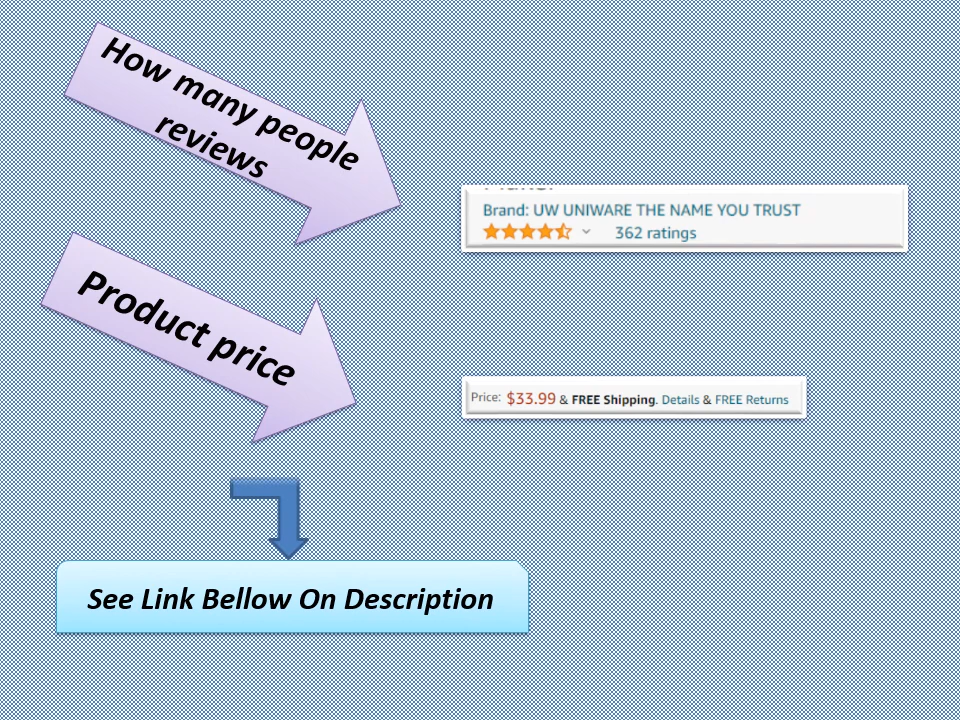 How many people
reviews
Brand: UW UNIWARE THE NAME YOU TRUST
362 ratings
Product price
Price: $33.99 & FREE Shipping. Details & FREE Returns
See Link Bellow On Description